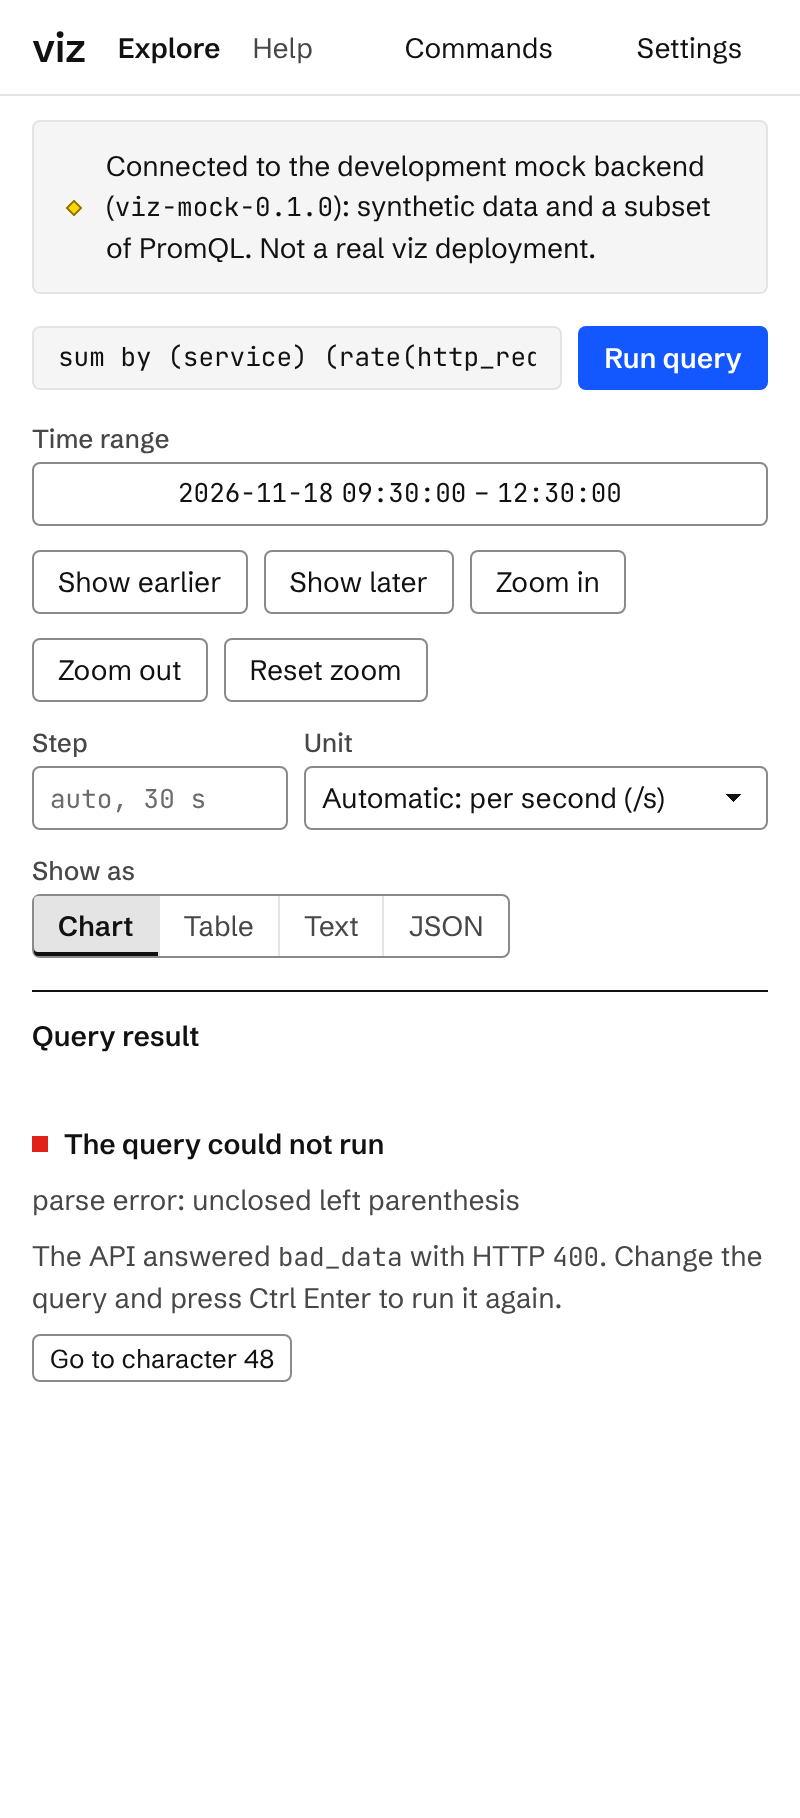 viz Explore Help Commands Settings
Connected to the development mock backend
(viz-mock-0.1.0): synthetic data and a subset
of PromQL. Not a real viz deployment.
sum by (service) (rate(http_req
Run query
Time range
2026-11-18 09:30:00 – 12:30:00
Show earlier Show later Zoom in
Zoom out Reset zoom
Step Unit
auto, 30 s Automatic: per second (/s)
Show as
Chart Table Text JSON
Query result
The query could not run
parse error: unclosed left parenthesis
The API answered bad_data with HTTP 400. Change the
query and press Ctrl Enter to run it again.
Go to character 48